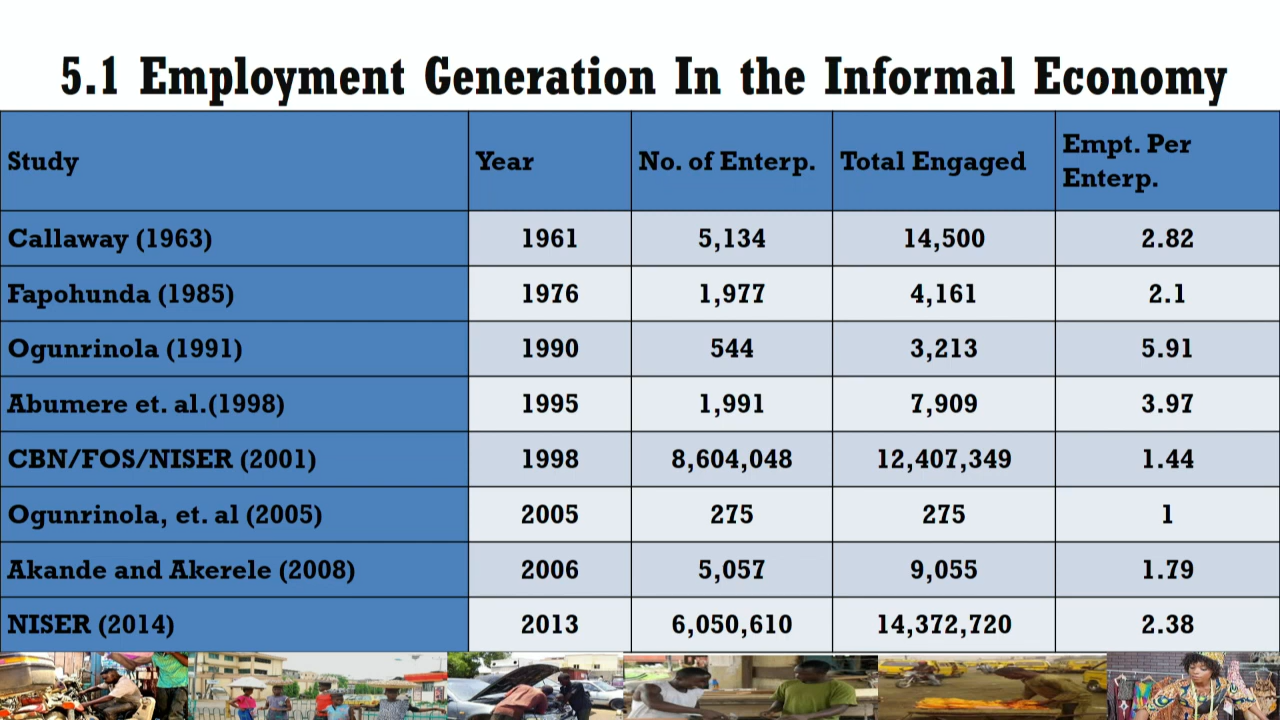 5.1 Employment Generation In the Informal Economy
Study Year No. of Enterp. Total Engaged Empt. Per Enterp.
Callaway (1963) 1961 5,134 14,500 2.82
Fapohunda (1985) 1976 1,977 4,161 2.1
Ogunrinola (1991) 1990 544 3,213 5.91
Abumere et. al.(1998) 1995 1,991 7,909 3.97
CBN/FOS/NISER (2001) 1998 8,604,048 12,407,349 1.44
Ogunrinola, et. al (2005) 2005 275 275 1
Akande and Akerele (2008) 2006 5,057 9,055 1.79
NISER (2014) 2013 6,050,610 14,372,720 2.38